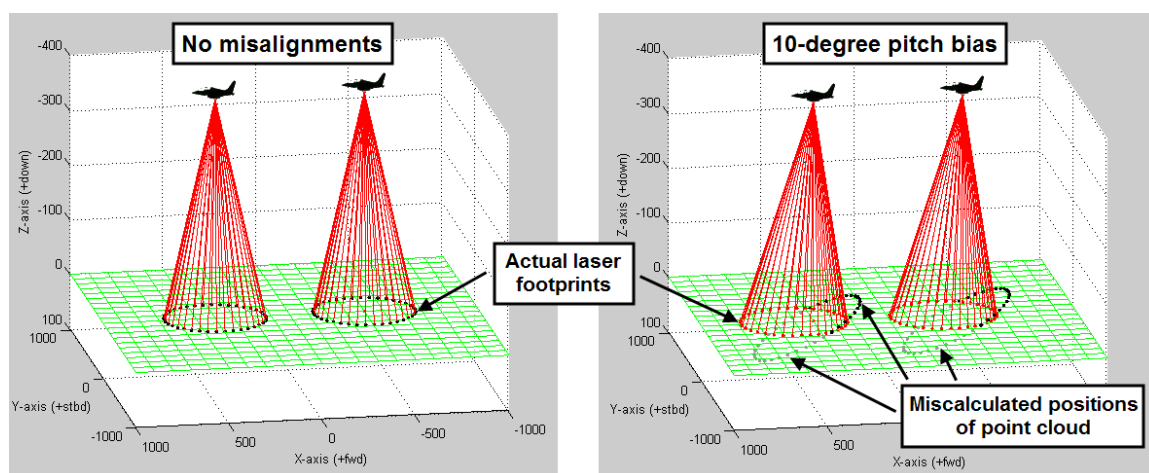 No misalignments
-400
-300
-200
-100
0
100
Z-axis (+down)
1000
0
-1000
Y-axis (+stbd)
1000
500
0
-500
-1000
X-axis (+fwd)
Actual laser
footprints
10-degree pitch bias
-400
-300
-200
-100
0
100
Z-axis (+down)
1000
0
-1000
Y-axis (+stbd)
1000
500
X-axis (+fwd)
-1000
Miscalculated positions
of point cloud